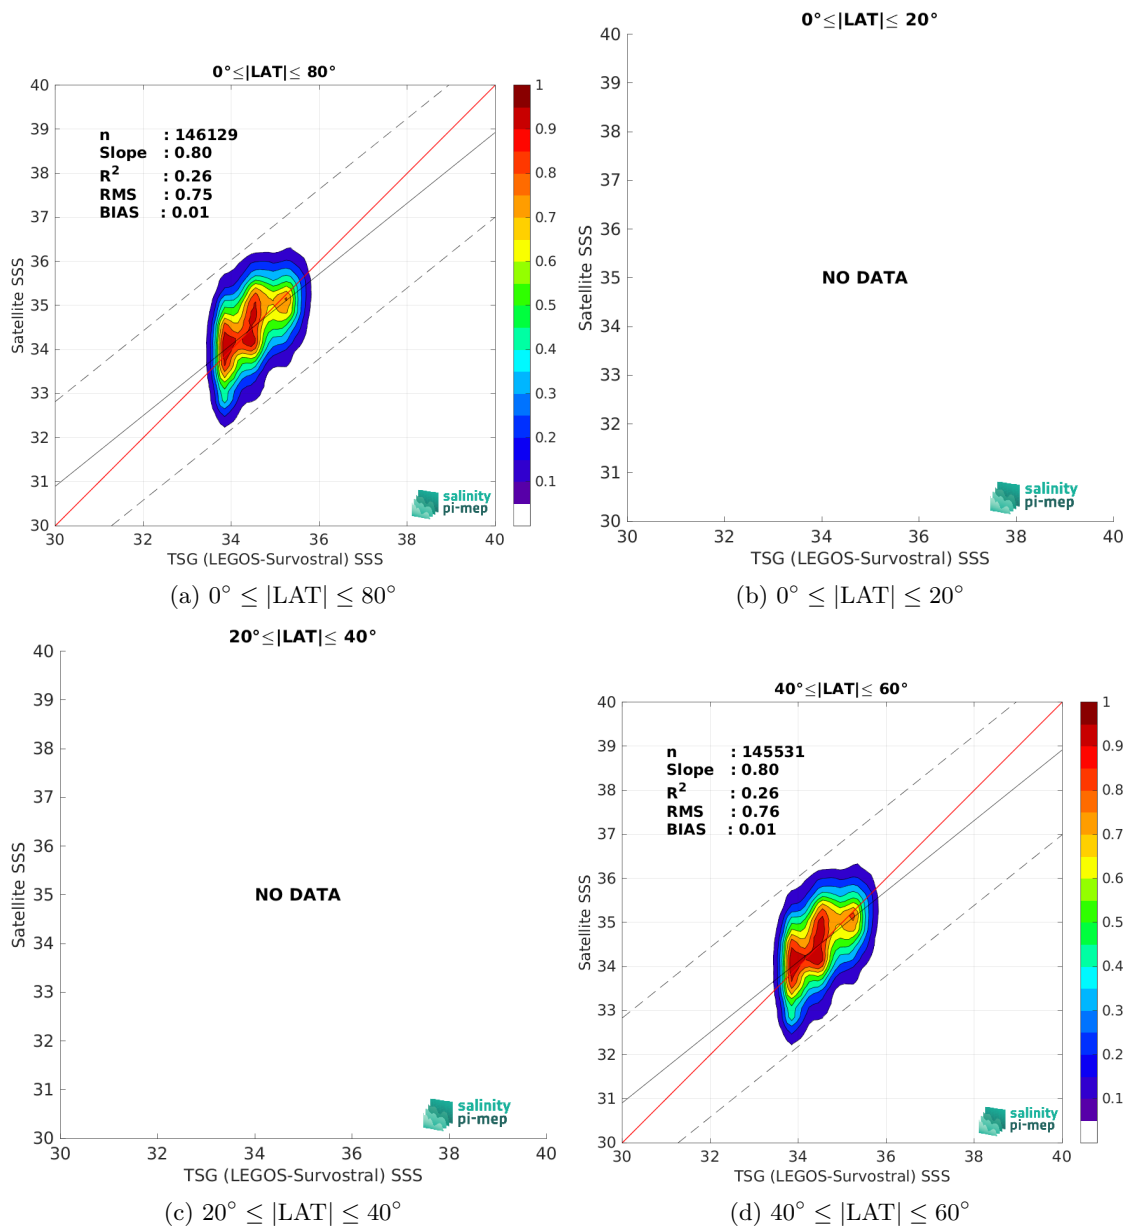 0°≤|LAT|≤ 80°
40
39
38
37
36
35
34
33
32
31
30
Satellite SSS
n : 146129
Slope : 0.80
R² : 0.26
RMS : 0.75
BIAS : 0.01
salinity
pi-mep
30 32 34 36 38 40
TSG (LEGOS-Survostral) SSS
1
0.9
0.8
0.7
0.6
0.5
0.4
0.3
0.2
0.1
(a) 0° ≤ |LAT| ≤ 80°
0°≤|LAT|≤ 20°
40
39
38
37
36
35
34
33
32
31
30
Satellite SSS
NO DATA
salinity
pi-mep
30 32 34 36 38 40
TSG (LEGOS-Survostral) SSS
(b) 0° ≤ |LAT| ≤ 20°
20°≤|LAT|≤ 40°
40
39
38
37
36
35
34
33
32
31
30
Satellite SSS
NO DATA
salinity
pi-mep
30 32 34 36 38 40
TSG (LEGOS-Survostral) SSS
(c) 20° ≤ |LAT| ≤ 40°
40°≤|LAT|≤ 60°
40
39
38
37
36
35
34
33
32
31
30
Satellite SSS
n : 145531
Slope : 0.80
R² : 0.26
RMS : 0.76
BIAS : 0.01
salinity
pi-mep
30 32 34 36 38 40
TSG (LEGOS-Survostral) SSS
1
0.9
0.8
0.7
0.6
0.5
0.4
0.3
0.2
0.1
(d) 40° ≤ |LAT| ≤ 60°